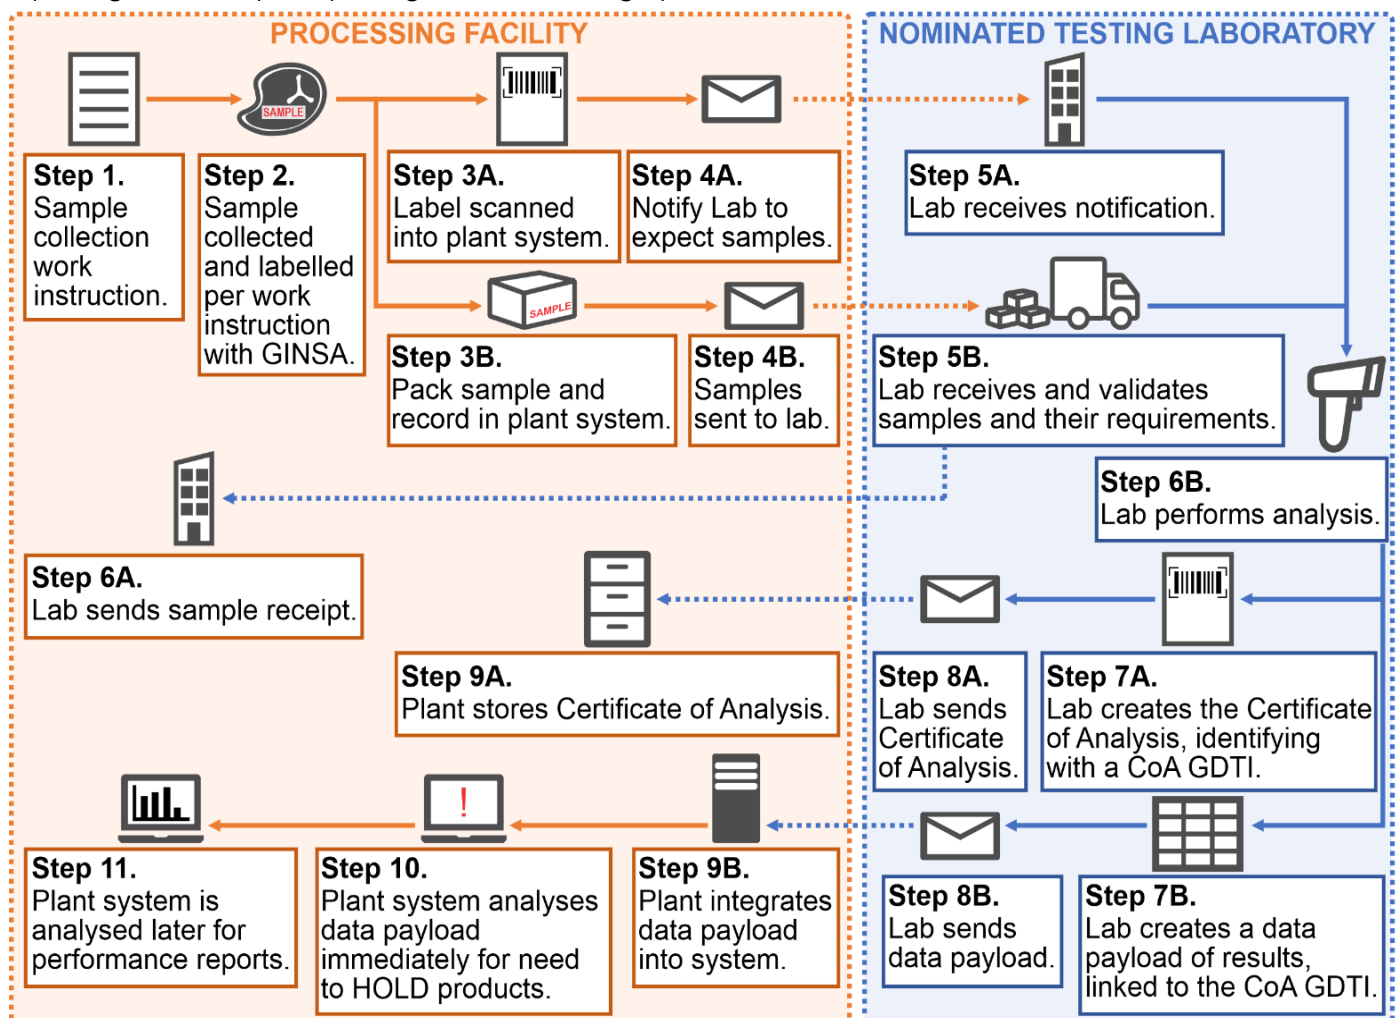 PROCESSING FACILITY
NOMINATED TESTING LABORATORY
SAMPLE
Step 1.
Sample
collection
work
instruction.
Step 2.
Sample
collected
and labelled
per work
instruction
with GINSA.
Step 3A.
Label scanned
into plant system.
Step 4A.
Notify Lab to
expect samples.
Step 5A.
Lab receives notification.
SAMPLE
Step 3B.
Pack sample and
record in plant system.
Step 4B.
Samples
sent to lab.
Step 5B.
Lab receives and validates
samples and their requirements.
Step 6B.
Lab performs analysis.
Step 6A.
Lab sends sample receipt.
Step 9A.
Plant stores Certificate of Analysis.
Step 8A.
Lab sends
Certificate
of Analysis.
Step 7A.
Lab creates the Certificate
of Analysis, identifying
with a CoA GDTI.
!
Step 11.
Plant system is
analysed later for
performance reports.
Step 10.
Plant system analyses
data payload
immediately for need
to HOLD products.
Step 9B.
Plant integrates
data payload
into system.
Step 8B.
Lab sends
data payload.
Step 7B.
Lab creates a data
payload of results,
linked to the CoA GDTI.